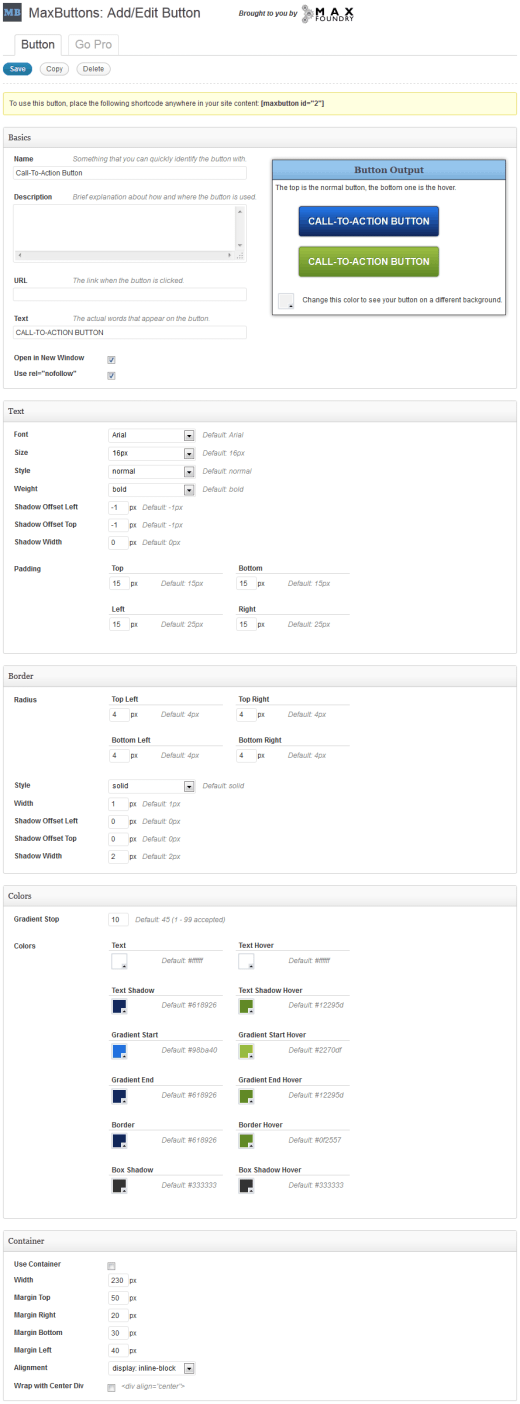 MB MaxButtons: Add/Edit Button Brought to you by MAX FOUNDRY
Button Go Pro
Save Copy Delete
To use this button, place the following shortcode anywhere in your site content: [maxbutton id="2"]
Basics
Name Something that you can quickly identify the button with.
Call-To-Action Button
Description Brief explanation about how and where the button is used.
URL The link when the button is clicked.
Text The actual words that appear on the button.
CALL-TO-ACTION BUTTON
Open in New Window
Use rel="nofollow"
Button Output
The top is the normal button, the bottom one is the hover.
CALL-TO-ACTION BUTTON
CALL-TO-ACTION BUTTON
Change this color to see your button on a different background.
Text
Font Arial Default: Arial
Size 16px Default: 16px
Style normal Default: normal
Weight bold Default: bold
Shadow Offset Left -1 px Default: -1px
Shadow Offset Top -1 px Default: -1px
Shadow Width 0 px Default: 0px
Padding Top Bottom
15 px Default: 15px 15 px Default: 15px
Left Right
15 px Default: 25px 15 px Default: 25px
Border
Radius Top Left Top Right
4 px Default: 4px 4 px Default: 4px
Bottom Left Bottom Right
4 px Default: 4px 4 px Default: 4px
Style solid Default: solid
Width 1 px Default: 1px
Shadow Offset Left 0 px Default: 0px
Shadow Offset Top 0 px Default: 0px
Shadow Width 2 px Default: 2px
Colors
Gradient Stop 10 Default: 45 (1 - 99 accepted)
Colors Text Text Hover
Default: #ffffff Default: #ffffff
Text Shadow Text Shadow Hover
Default: #618926 Default: #12295d
Gradient Start Gradient Start Hover
Default: #98ba40 Default: #2270df
Gradient End Gradient End Hover
Default: #618926 Default: #12295d
Border Border Hover
Default: #618926 Default: #0f2557
Box Shadow Box Shadow Hover
Default: #333333 Default: #333333
Container
Use Container
Width 230 px
Margin Top 50 px
Margin Right 20 px
Margin Bottom 30 px
Margin Left 40 px
Alignment display: inline-block
Wrap with Center Div <div align='center'>